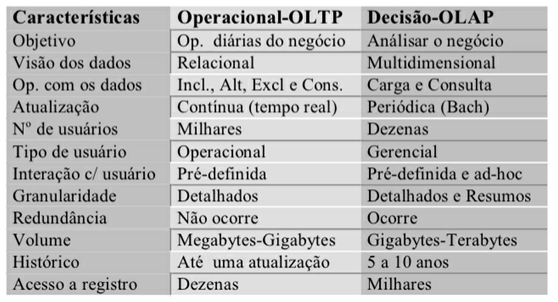 Características Operacional-OLTP Decisão-OLAP
Objetivo Op. diárias do negócio Análisar o negócio
Visão dos dados Relacional Multidimensional
Op. com os dados Incl., Alt, Excl e Cons. Carga e Consulta
Atualização Contínua (tempo real) Periódica (Bach)
Nº de usuários Milhares Dezenas
Tipo de usuário Operacional Gerencial
Interação c/ usuário Pré-definida Pré-definida e ad-hoc
Granularidade Detalhados Detalhados e Resumos
Redundância Não ocorre Ocorre
Volume Megabytes-Gigabytes Gigabytes-Terabytes
Histórico Até uma atualização 5 a 10 anos
Acesso a registro Dezenas Milhares